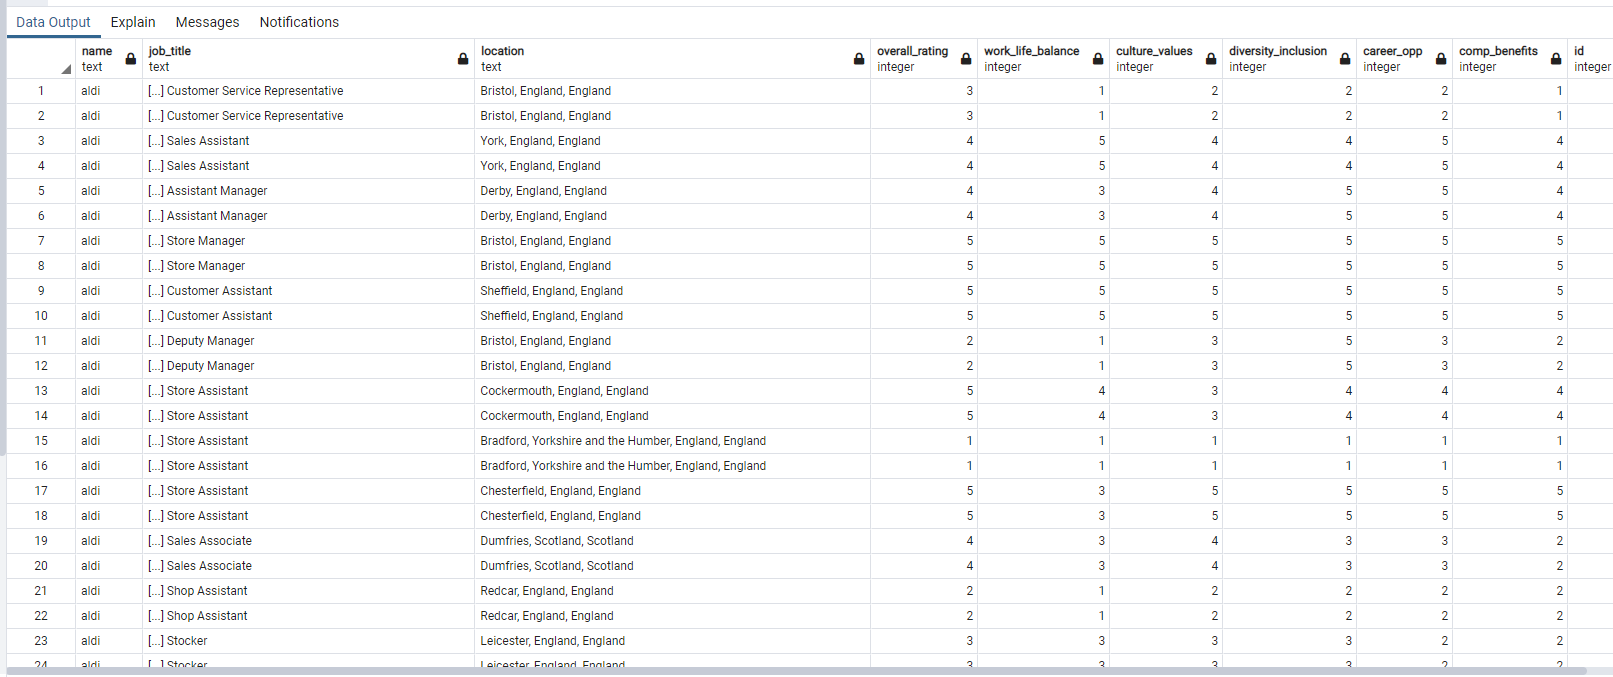 Data Output Explain Messages Notifications
name job_title location overall_rating work_life_balance culture_values diversity_inclusion career_opp comp_benefits id
text text text integer integer integer integer integer integer integer
1 aldi [...] Customer Service Representative Bristol, England, England 3 1 2 2 2 1
2 aldi [...] Customer Service Representative Bristol, England, England 3 1 2 2 2 1
3 aldi [...] Sales Assistant York, England, England 4 5 4 4 5 4
4 aldi [...] Sales Assistant York, England, England 4 5 4 4 5 4
5 aldi [...] Assistant Manager Derby, England, England 4 3 4 5 5 4
6 aldi [...] Assistant Manager Derby, England, England 4 3 4 5 5 4
7 aldi [...] Store Manager Bristol, England, England 5 5 5 5 5 5
8 aldi [...] Store Manager Bristol, England, England 5 5 5 5 5 5
9 aldi [...] Customer Assistant Sheffield, England, England 5 5 5 5 5 5
10 aldi [...] Customer Assistant Sheffield, England, England 5 5 5 5 5 5
11 aldi [...] Deputy Manager Bristol, England, England 2 1 3 5 3 2
12 aldi [...] Deputy Manager Bristol, England, England 2 1 3 5 3 2
13 aldi [...] Store Assistant Cockermouth, England, England 5 4 3 4 4 4
14 aldi [...] Store Assistant Cockermouth, England, England 5 4 3 4 4 4
15 aldi [...] Store Assistant Bradford, Yorkshire and the Humber, England, England 1 1 1 1 1 1
16 aldi [...] Store Assistant Bradford, Yorkshire and the Humber, England, England 1 1 1 1 1 1
17 aldi [...] Store Assistant Chesterfield, England, England 5 3 5 5 5 5
18 aldi [...] Store Assistant Chesterfield, England, England 5 3 5 5 5 5
19 aldi [...] Sales Associate Dumfries, Scotland, Scotland 4 3 4 3 3 2
20 aldi [...] Sales Associate Dumfries, Scotland, Scotland 4 3 4 3 3 2
21 aldi [...] Shop Assistant Redcar, England, England 2 1 2 2 2 2
22 aldi [...] Shop Assistant Redcar, England, England 2 1 2 2 2 2
23 aldi [...] Stocker Leicester, England, England 3 3 3 3 2 2
24 aldi [...] Stocker Leicester, England, England 3 3 3 3 2 2